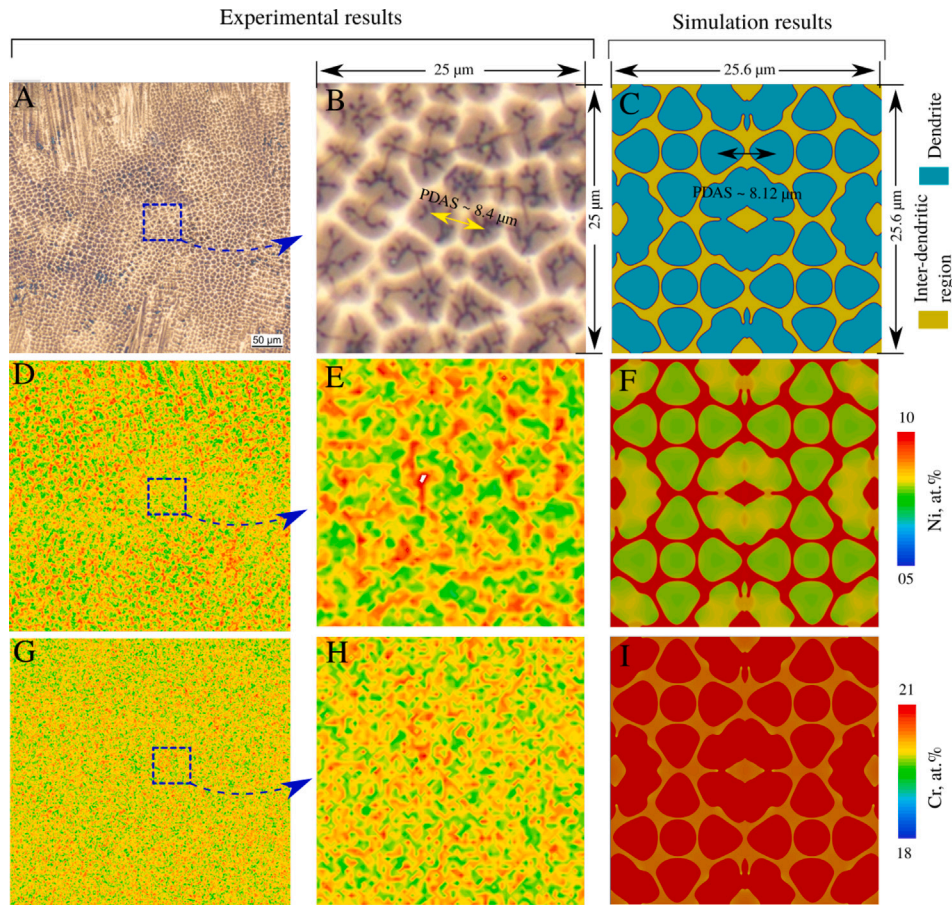 Experimental results
Simulation results
25 µm
25.6 µm
A
B
C
PDAS ~ 8.4 µm
PDAS ~ 8.12 µm
50 µm
25 µm
25.6 µm
Inter-dendritic
region
Dendrite
D
E
F
10
05
Ni, at.%
G
H
I
21
18
Cr, at.%